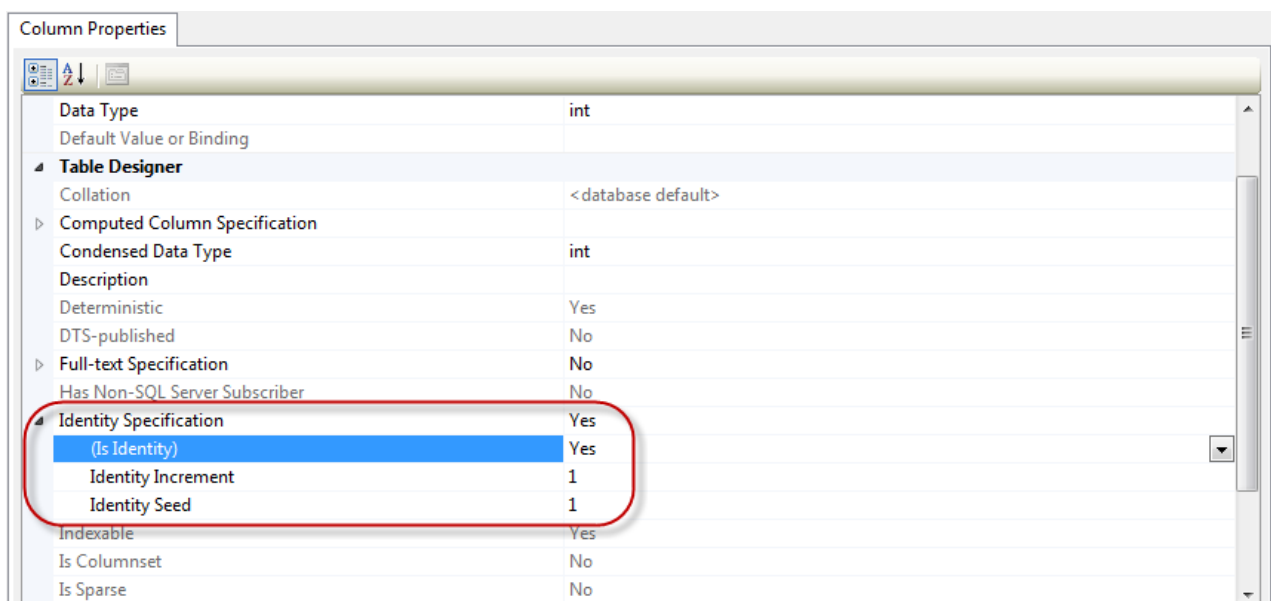 Column Properties
Data Type int
Default Value or Binding
Table Designer
Collation <database default>
Computed Column Specification
Condensed Data Type int
Description
Deterministic Yes
DTS-published No
Full-text Specification No
Has Non-SQL Server Subscriber No
Identity Specification Yes
(Is Identity) Yes
Identity Increment 1
Identity Seed 1
Indexable Yes
Is Columnset No
Is Sparse No